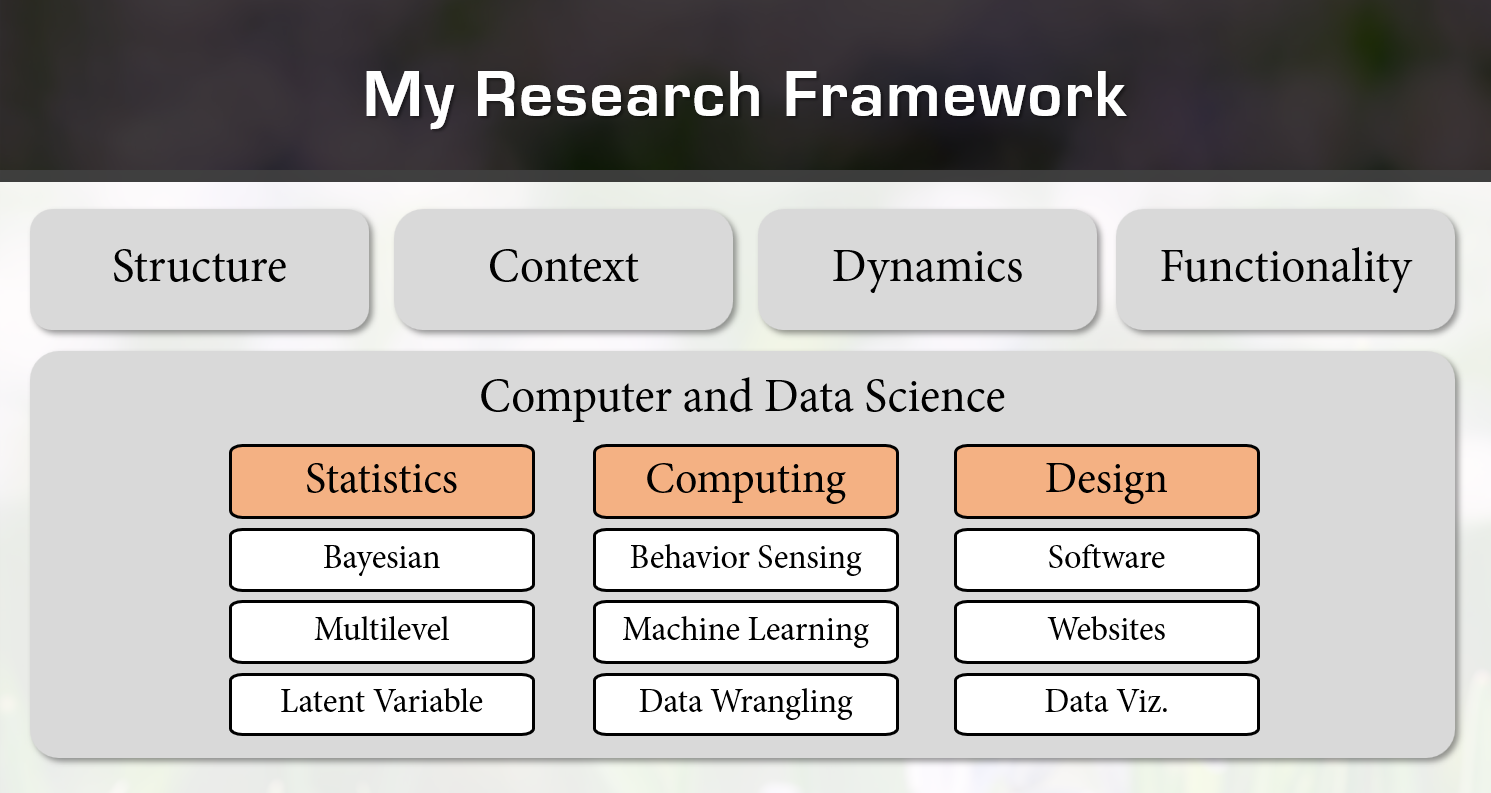 My Research Framework
Structure Context Dynamics Functionality
Computer and Data Science
Statistics Computing Design
Bayesian Behavior Sensing Software
Multilevel Machine Learning Websites
Latent Variable Data Wrangling Data Viz.